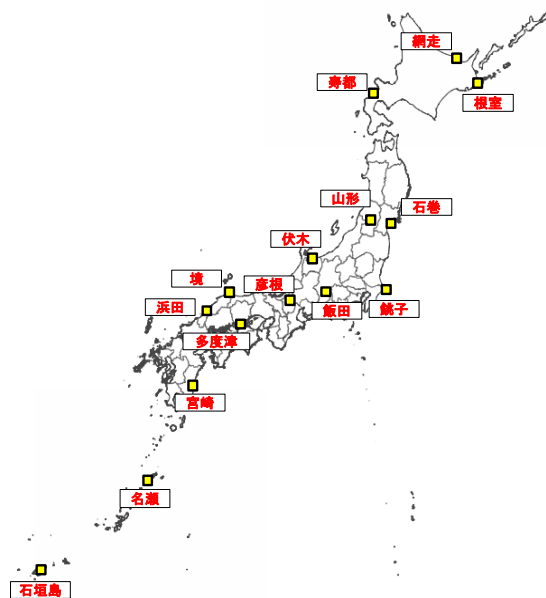 網走
寿都
根室
山形
石巻
伏木
境
彦根
浜田
飯田
銚子
多度津
宮崎
名瀬
石垣島